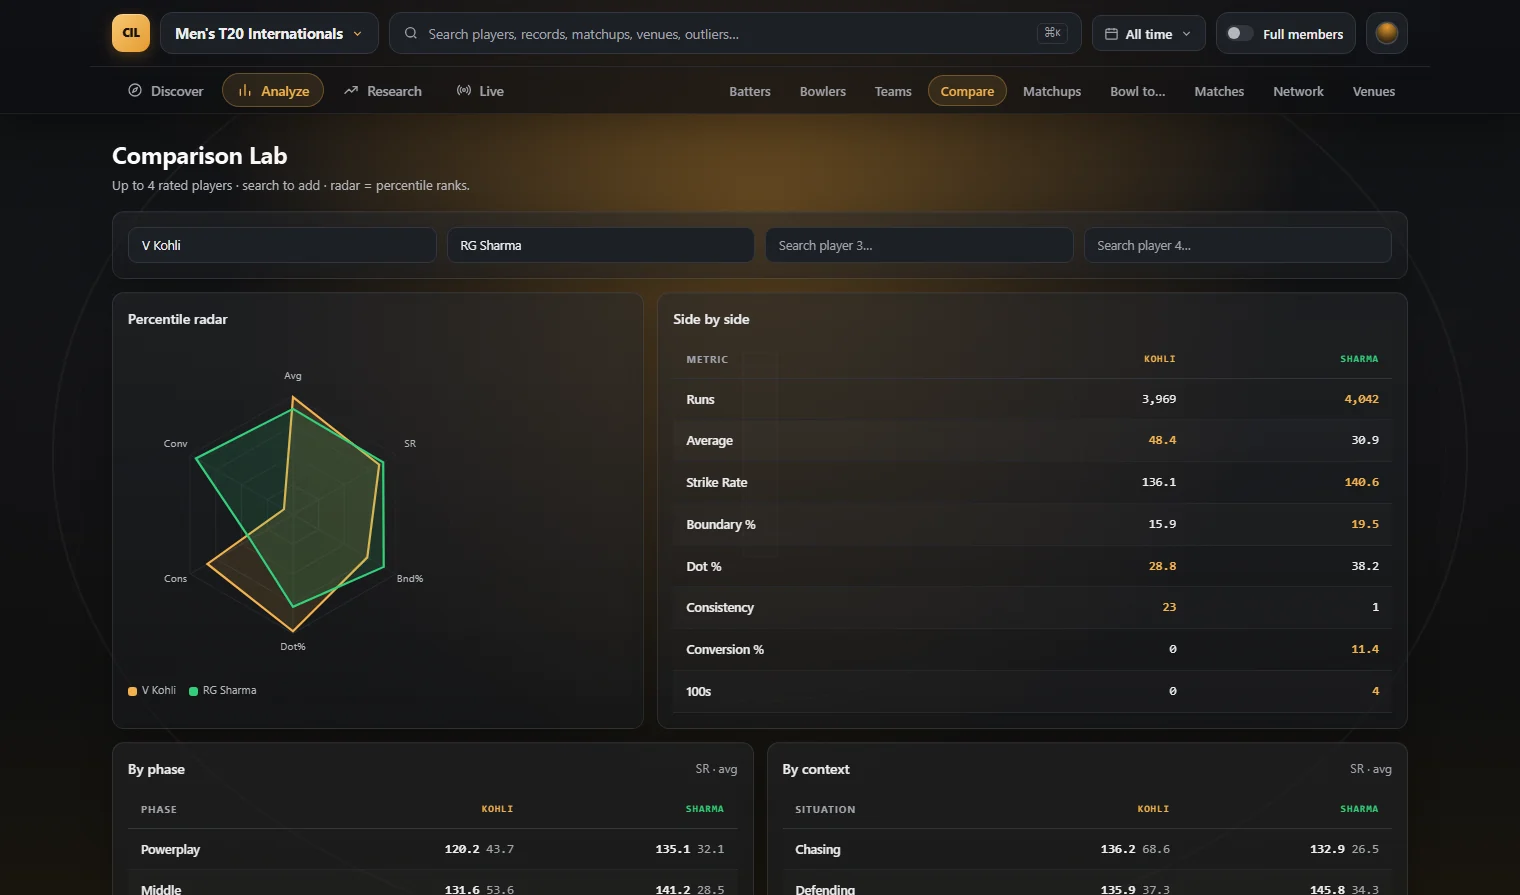 CIL
Men's T20 Internationals
Search players, records, matchups, venues, outliers...
⌘K
All time
Full members
Discover
Analyze
Research
Live
Batters
Bowlers
Teams
Compare
Matchups
Bowl to...
Matches
Network
Venues
Comparison Lab
Up to 4 rated players · search to add · radar = percentile ranks.
V Kohli
RG Sharma
Search player 3...
Search player 4...
Percentile radar
Avg
SR
Bnd%
Dot%
Cons
Conv
V Kohli
RG Sharma
Side by side
METRIC KOHLI SHARMA
Runs 3,969 4,042
Average 48.4 30.9
Strike Rate 136.1 140.6
Boundary % 15.9 19.5
Dot % 28.8 38.2
Consistency 23 1
Conversion % 0 11.4
100s 0 4
By phase SR · avg
PHASE KOHLI SHARMA
Powerplay 120.2 43.7 135.1 32.1
Middle 131.6 53.6 141.2 28.5
By context SR · avg
SITUATION KOHLI SHARMA
Chasing 136.2 68.6 132.9 26.5
Defending 135.9 37.3 145.8 34.3